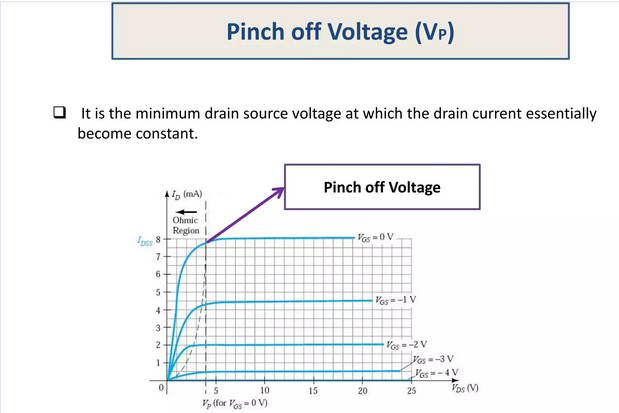 Pinch off Voltage (VP)
❑ It is the minimum drain source voltage at which the drain current essentially
become constant.
Pinch off Voltage
ID (mA)
Ohmic
Region
IDSS 8
VGS = 0 V
7
6
5
VGS = −1 V
4
3
2
VGS = −2 V
1
VGS = −3 V
VGS = − 4 V
0 5 10 15 20 25 VDS (V)
VP (for VGS = 0 V)